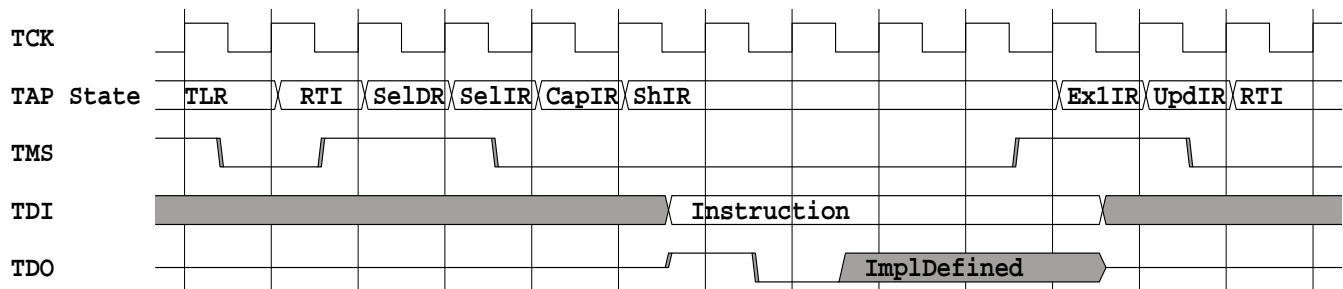 TCK
TAP State TLR RTI SelDR SelIR CapIR ShIR Ex1IR UpdIR RTI
TMS
TDI Instruction
TDO ImplDefined